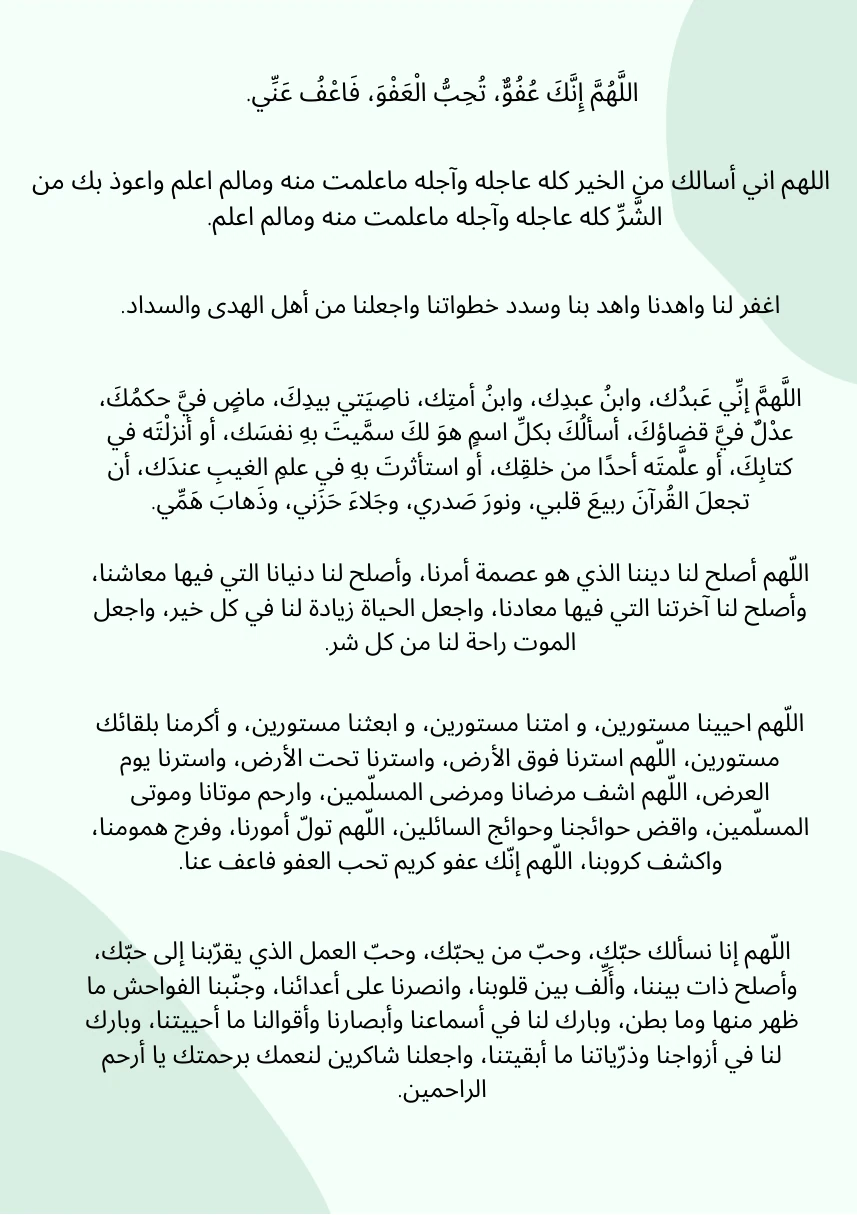 اللَّهُمَّ إِنَّكَ عُفُوٌّ، تُحِبُّ الْعَفْوَ، فَاعْفُ عَنِّي.
اللهم اني أسالك من الخير كله عاجله وآجله ماعلمت منه ومالم اعلم واعوذ بك من
الشَّرِّ كله عاجله وآجله ماعلمت منه ومالم اعلم.
اغفر لنا واهدنا واهد بنا وسدد خطواتنا واجعلنا من أهل الهدى والسداد.
اللَّهمَّ إنِّي عَبدُك، وابنُ عبدِك، وابنُ أمتِك، ناصِيَتي بيدِكَ، ماضٍ فيَّ حكمُكَ،
عدْلٌ فيَّ قضاؤكَ، أسألُكَ بكلِّ اسمٍ هوَ لكَ سمَّيتَ بهِ نفسَك، أو أنزلْتَه في
كتابِكَ، أو علَّمتَه أحدًا من خلقِك، أو استأثرتَ بهِ في علمِ الغيبِ عندَك، أن
تجعلَ القُرآنَ ربيعَ قلبي، ونورَ صَدري، وجَلاءَ حَزَني، وذَهابَ هَمِّي.
اللّهم أصلح لنا ديننا الذي هو عصمة أمرنا، وأصلح لنا دنيانا التي فيها معاشنا،
وأصلح لنا آخرتنا التي فيها معادنا، واجعل الحياة زيادة لنا في كل خير، واجعل
الموت راحة لنا من كل شر.
اللّهم احيينا مستورين، و امتنا مستورين، و ابعثنا مستورين، و أكرمنا بلقائك
مستورين، اللّهم استرنا فوق الأرض، واسترنا تحت الأرض، واسترنا يوم
العرض، اللّهم اشف مرضانا ومرضى المسلّمين، وارحم موتانا وموتى
المسلّمين، واقض حوائجنا وحوائج السائلين، اللّهم تولّ أمورنا، وفرج همومنا،
واكشف كروبنا، اللّهم إنّك عفو كريم تحب العفو فاعف عنا.
اللّهم إنا نسألك حبّك، وحبّ من يحبّك، وحبّ العمل الذي يقرّبنا إلى حبّك،
وأصلح ذات بيننا، وأَلِّف بين قلوبنا، وانصرنا على أعدائنا، وجنّبنا الفواحش ما
ظهر منها وما بطن، وبارك لنا في أسماعنا وأبصارنا وأقوالنا ما أحييتنا، وبارك
لنا في أزواجنا وذرّياتنا ما أبقيتنا، واجعلنا شاكرين لنعمك برحمتك يا أرحم
الراحمين.